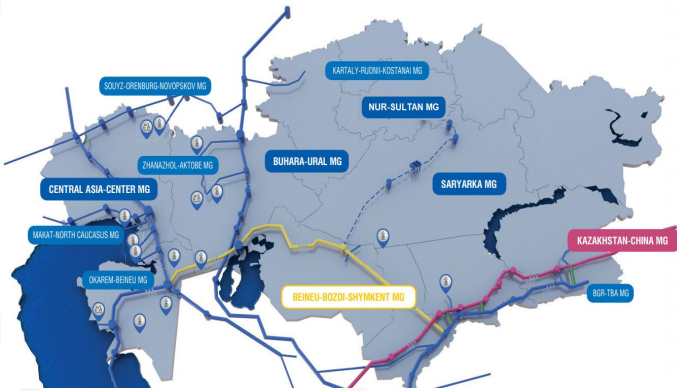 KARTALY-RUDNII-KOSTANAI MG
SOUYZ-ORENBURG-NOVOPSKOV MG
NUR-SULTAN MG
ZHANAZHOL-AKTOBE MG
BUHARA-URAL MG
CENTRAL ASIA-CENTER MG
SARYARKA MG
MAKAT-NORTH CAUCASUS MG
KAZAKHSTAN-CHINA MG
OKAREM-BEINEU MG
BEINEU-BOZOI-SHYMKENT MG
BGR-TBA MG